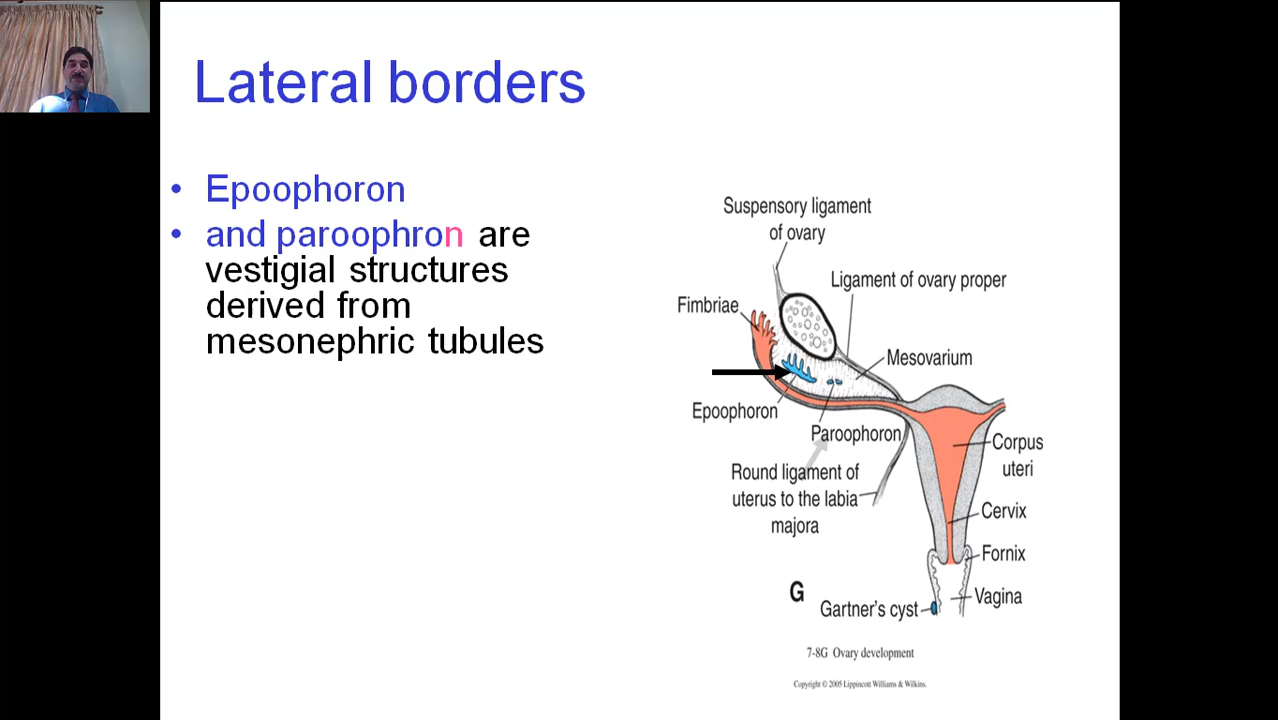 Lateral borders
• Epoophoron
• and paroophron are
vestigial structures
derived from
mesonephric tubules
Suspensory ligament
of ovary
Ligament of ovary proper
Fimbriae
Mesovarium
Epoophoron
Paroophoron
Corpus
uteri
Round ligament of
uterus to the labia
majora
Cervix
Fornix
Vagina
G
Gartner's cyst
7-8G Ovary development
Copyright © 2005 Lippincott Williams & Wilkins.